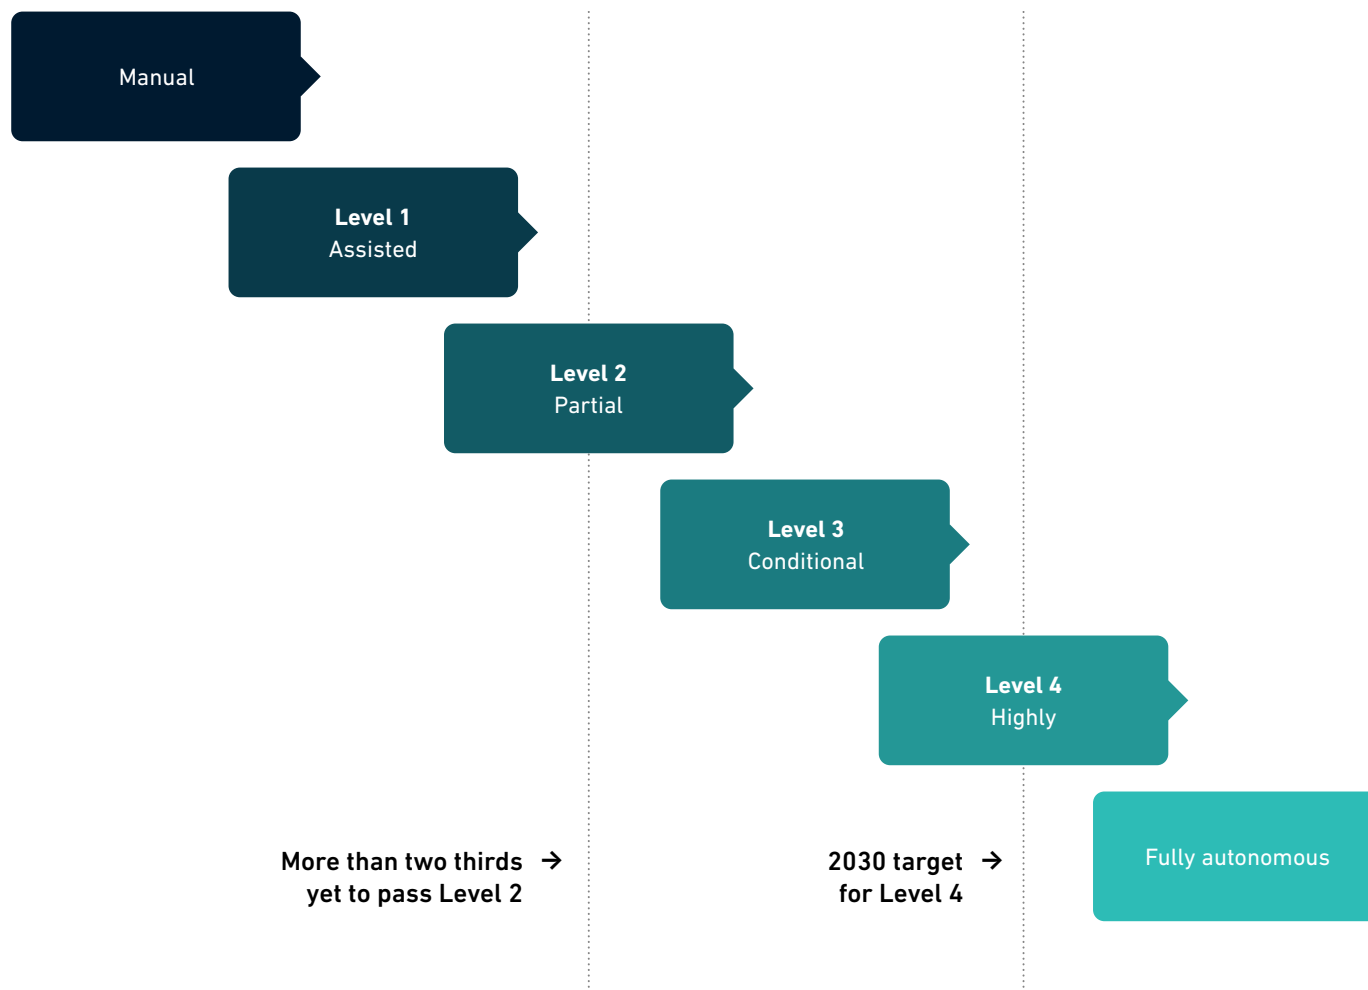 Manual
Level 1
Assisted
Level 2
Partial
Level 3
Conditional
Level 4
Highly
More than two thirds →
yet to pass Level 2
2030 target →
for Level 4
Fully autonomous